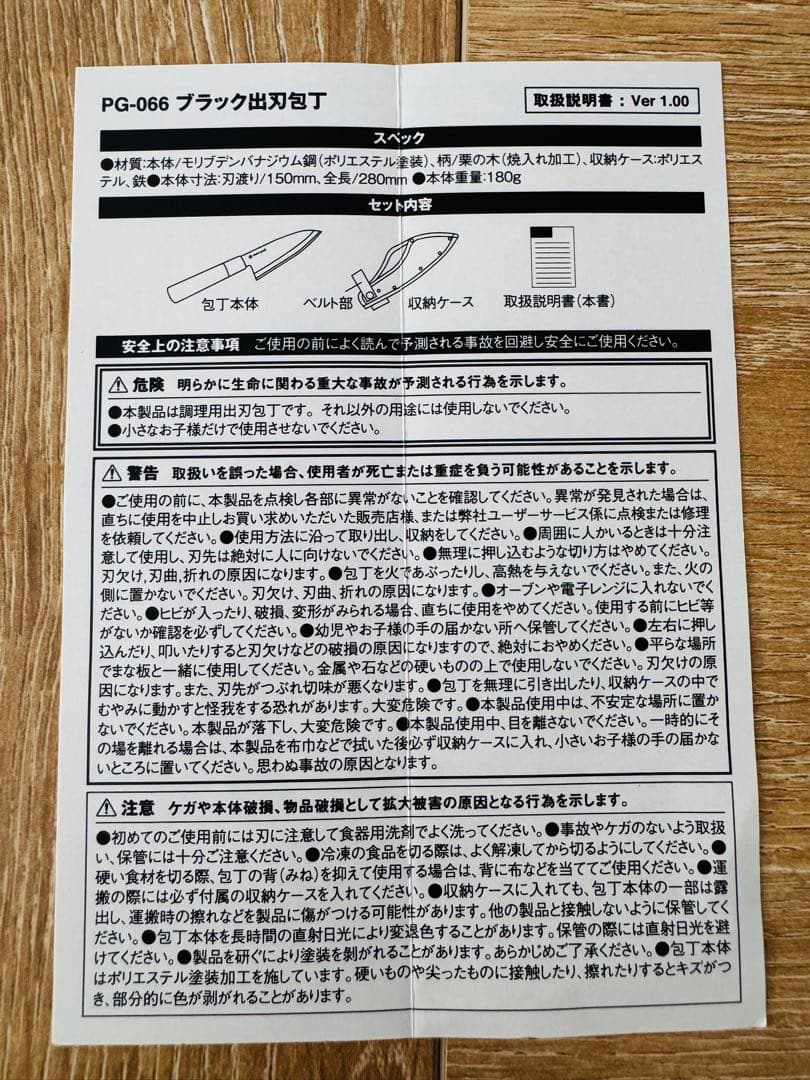 PG-066 ブラック出刃包丁
取扱説明書：Ver 1.00
スペック
●材質:本体/モリブデンバナジウム鋼(ポリエステル塗装)、柄/栗の木(焼入れ加工)、収納ケース:ポリエス
テル、鉄●本体寸法:刃渡り/150mm、全長/280mm ●本体重量:180g
セット内容
包丁本体
ベルト部
収納ケース
取扱説明書(本書)
安全上の注意事項 ご使用の前によく読んで予測される事故を回避し安全にご使用ください。
⚠ 危険 明らかに生命に関わる重大な事故が予測される行為を示します。
●本製品は調理用出刃包丁です。それ以外の用途には使用しないでください。
●小さなお子様だけで使用させないでください。
⚠ 警告 取扱いを誤った場合、使用者が死亡または重症を負う可能性があることを示します。
●ご使用の前に、本製品を点検し各部に異常がないことを確認してください。異常が発見された場合は、
直ちに使用を中止しお買い求めいただいた販売店様、または弊社ユーザーサービス係に点検または修理
を依頼してください。●使用方法に沿って取り出し、収納をしてください。●周囲に人がいるときは十分注
意して使用し、刃先は絶対に人に向けないでください。●無理に押し込むような切り方はやめてください。
刃欠け、刃曲、折れの原因になります。●包丁を火であぶったりし、高熱を与えないでください。また、火の
側に置かないでください。刃欠け、刃曲、折れの原因になります。●オーブンや電子レンジに入れないでく
ださい。●ヒビが入ったり、破損、変形がみられる場合、直ちに使用をやめてください。使用する前にヒビ等
がないか確認を必ずしてください。●幼児やお子様の手の届かない所へ保管してください。●左右に押し
込んだり、叩いたりすると刃欠けなどの破損の原因になりますので、絶対におやめください。●平らな場所
でまな板と一緒に使用してください。金属や石などの硬いものの上で使用しないでください。刃欠けの原
因になります。また、刃先がつぶれ切味が悪くなります。●包丁を無理に引き出したり、収納ケースの中で
むやみに動かすと怪我をする恐れがあります。大変危険です。●本製品使用中は、不安定な場所に置か
ないでください。本製品が落下し、大変危険です。●本製品使用中、目を離さないでください。一時的にそ
の場を離れる場合は、本製品を布巾などで拭いた後必ず収納ケースに入れ、小さいお子様の手の届かな
いところに置いてください。思わぬ事故の原因となります。
⚠ 注意 ケガや本体破損、物品破損として拡大被害の原因となる行為を示します。
●初めてのご使用前には刃に注意して食器用洗剤でよく洗ってください。●事故やケガのないよう取扱
い、保管には十分ご注意ください。●冷凍の食品を切る際は、よく解凍してから切るようにしてください。●
硬い食材を切る際、包丁の背(みね)を抑えて使用する場合は、背に布などを当ててご使用ください。●運
搬の際には必ず付属の収納ケースを入れてください。●収納ケースに入れても、包丁本体の一部は露
出し、運搬時の擦れなどを製品に傷がつける可能性があります。他の製品と接触しないように保管してく
ださい。●包丁本体を長時間の直射日光により変退色することがあります。保管の際には直射日光を避
けてください。●製品を研ぐにより塗装を剝がれることがあります。あらかじめご了承ください。●包丁本体
はポリエステル塗装加工を施しています。硬いものや尖ったものに接触したり、擦れたりするとキズがつ
き、部分的に色が剥がれることがあります。